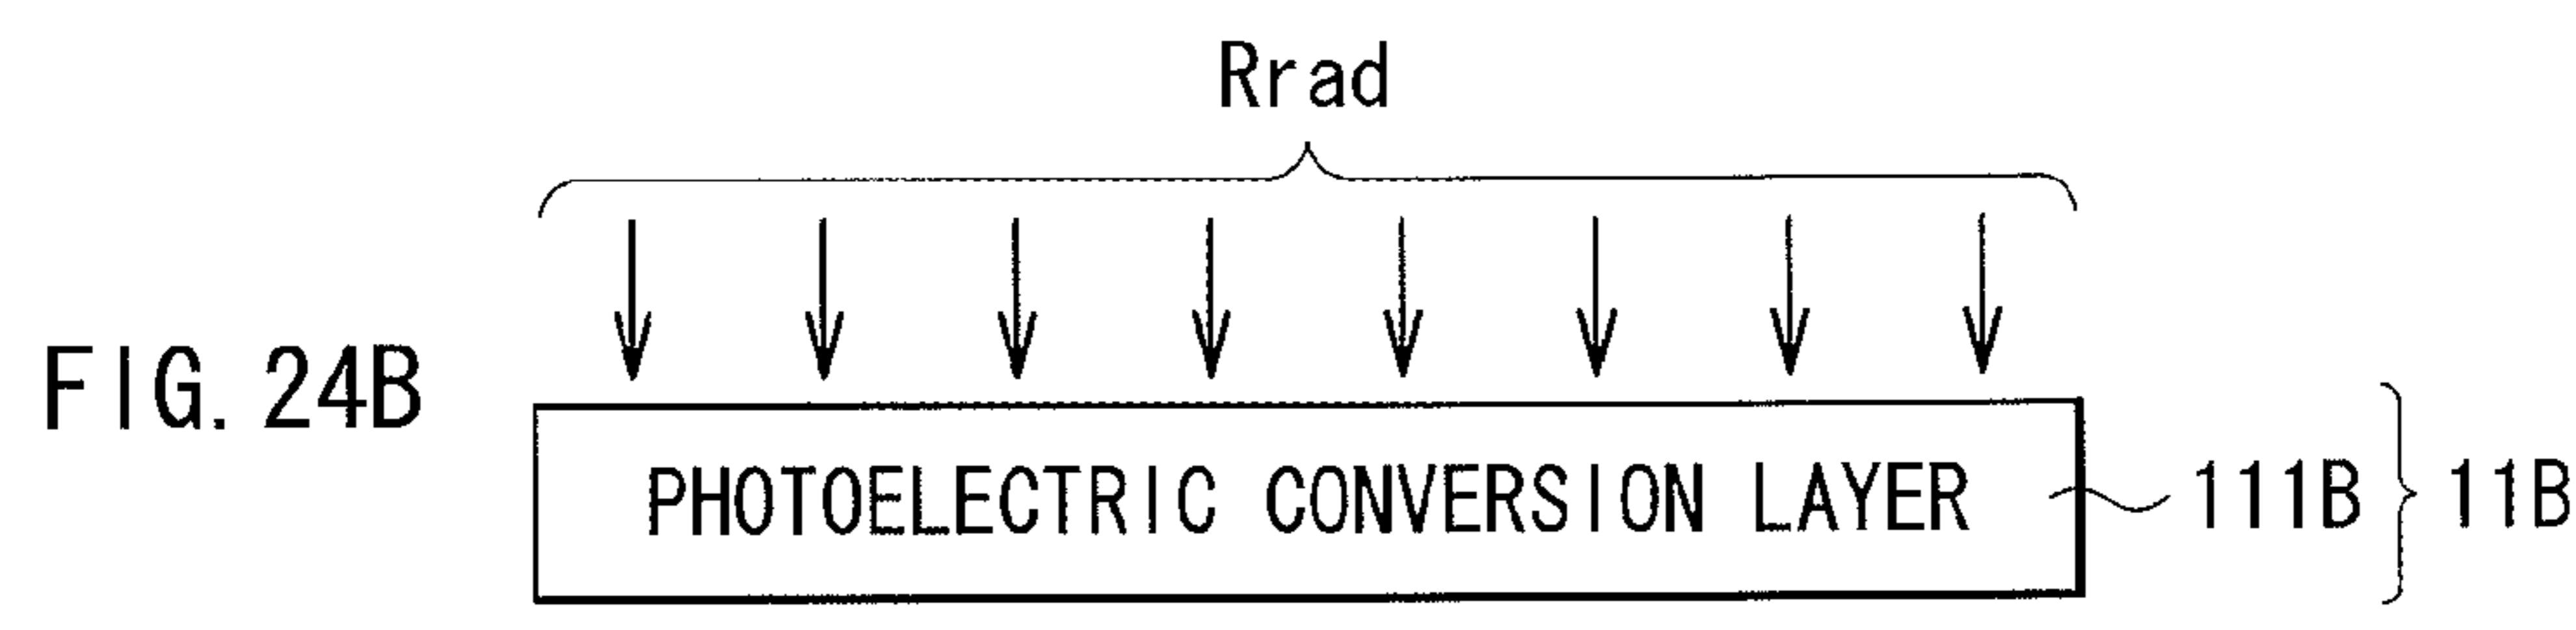 Rrad
FIG. 24B
PHOTOELECTRIC CONVERSION LAYER
111B
11B